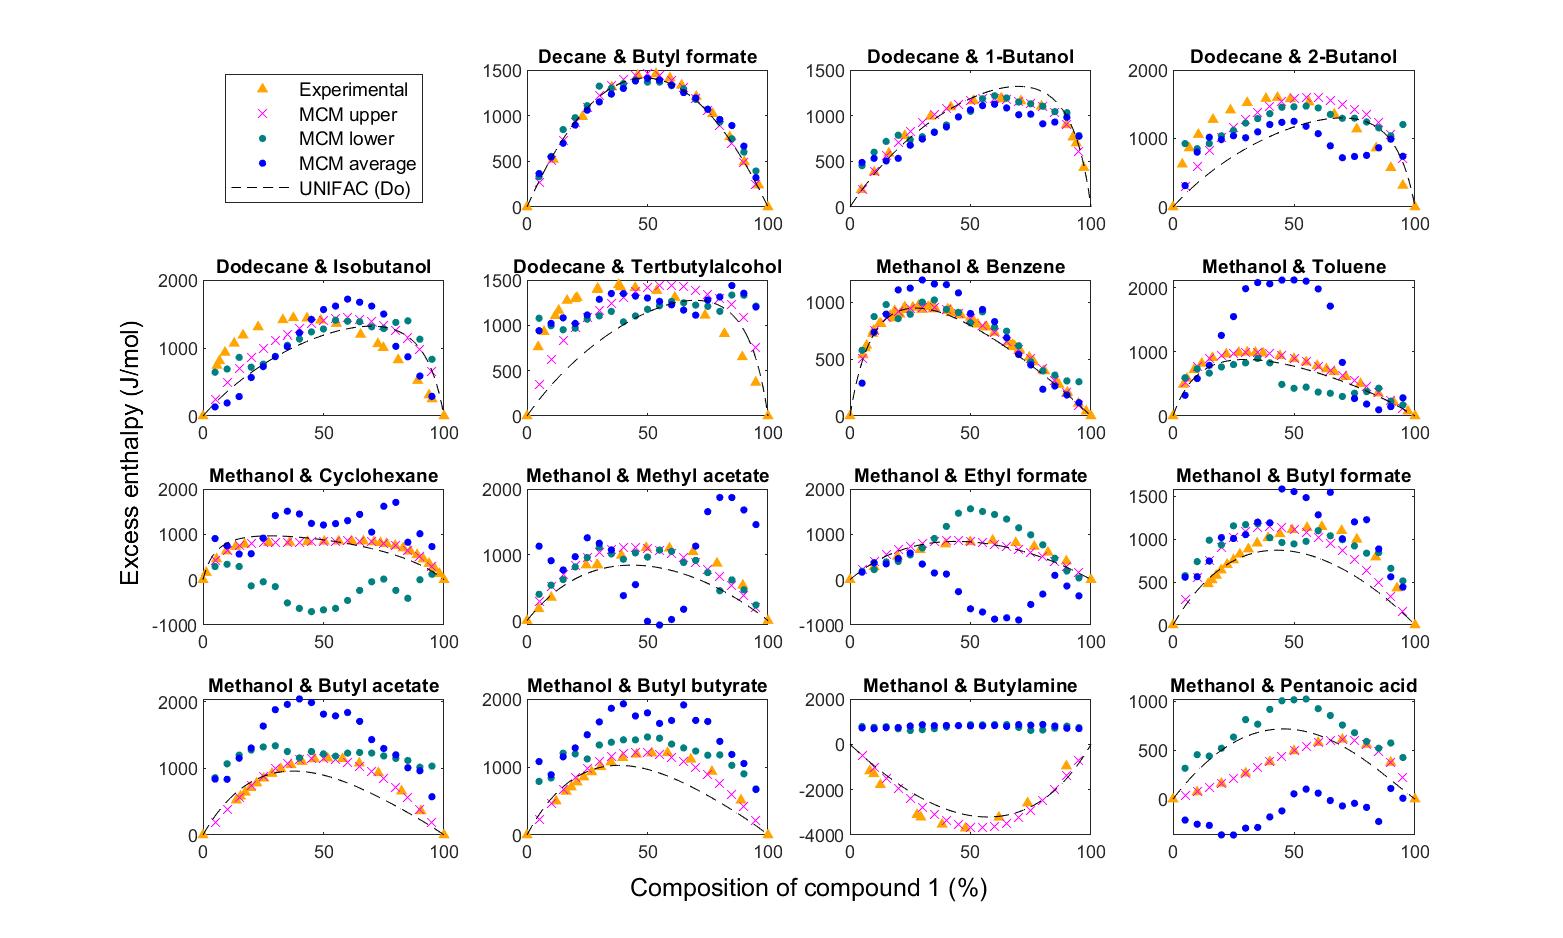 Experimental
MCM upper
MCM lower
MCM average
UNIFAC (Do)
Decane & Butyl formate
1500
1000
500
0
0 50 100
Dodecane & 1-Butanol
1500
1000
500
0
0 50 100
Dodecane & 2-Butanol
2000
1000
0
0 50 100
Dodecane & Isobutanol
2000
1000
0
0 50 100
Dodecane & Tertbutylalcohol
1500
1000
500
0
0 50 100
Methanol & Benzene
1000
500
0
0 50 100
Methanol & Toluene
2000
1000
0
0 50 100
Methanol & Cyclohexane
2000
1000
0
-1000
0 50 100
Methanol & Methyl acetate
2000
1000
0
0 50 100
Methanol & Ethyl formate
2000
1000
0
-1000
0 50 100
Methanol & Butyl formate
1500
1000
500
0
0 50 100
Methanol & Butyl acetate
2000
1000
0
0 50 100
Methanol & Butyl butyrate
2000
1000
0
0 50 100
Methanol & Butylamine
2000
0
-2000
-4000
0 50 100
Methanol & Pentanoic acid
1000
500
0
0 50 100
Excess enthalpy (J/mol)
Composition of compound 1 (%)